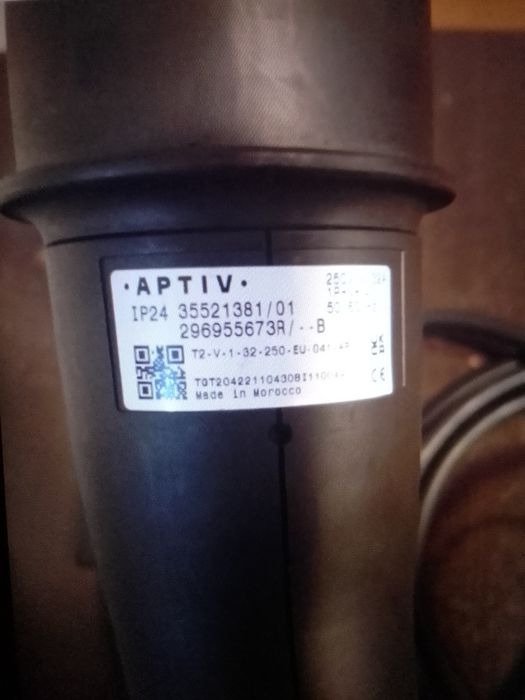 ·APTIV·
IP24 35521381/01
296955673R/--B
T2-V-1-32-250-EU-04
Made in Morocco
CE